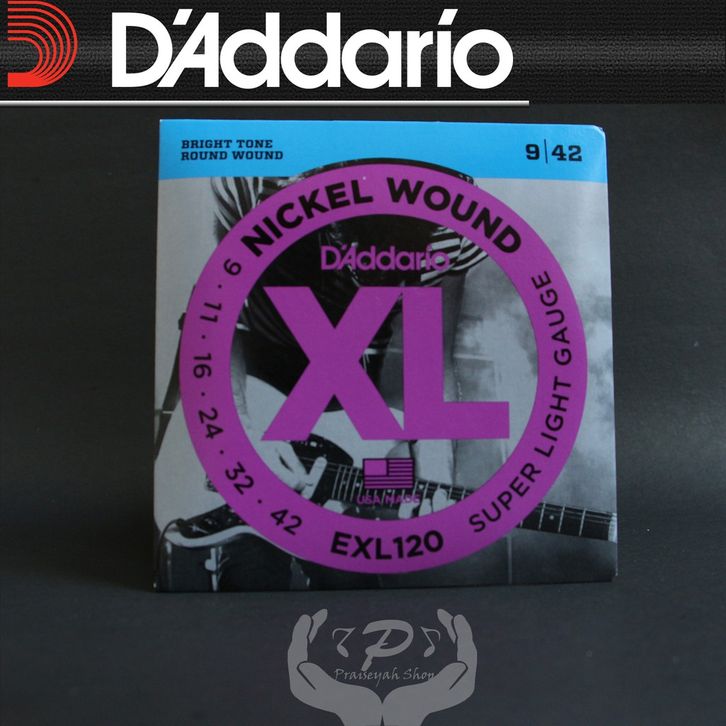 D'Addario
BRIGHT TONE
ROUND WOUND
9|42
NICKEL WOUND
D'Addario
XL
9 · 11 · 16 · 24 · 32 · 42
USA MADE
EXL120
SUPER LIGHT GAUGE
P
Praiseyah Shop